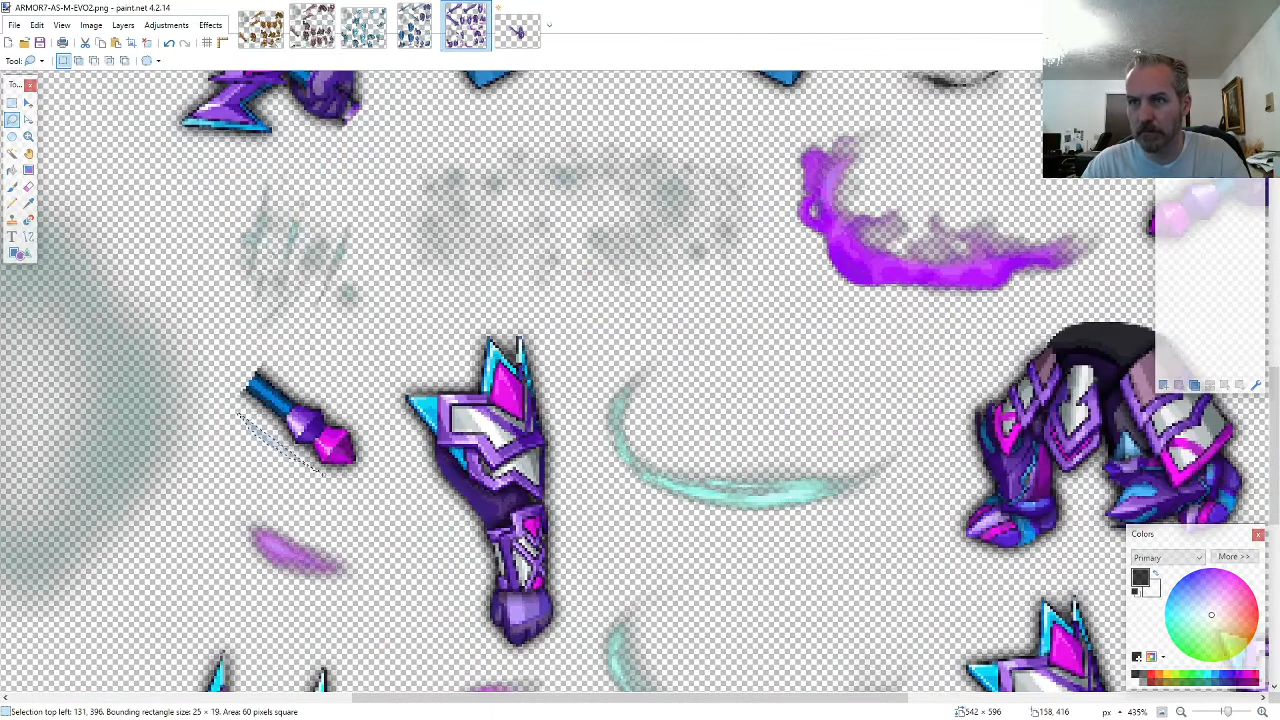 ARMOR7-AS-M-EVO2.png - paint.net 4.2.14
File Edit View Image Layers Adjustments Effects
Tool:
To...
Colors
Primary
More >>
Selection top left: 131, 396. Bounding rectangle size: 25 × 19. Area: 60 pixels square
542 × 596
158, 416
px
435%